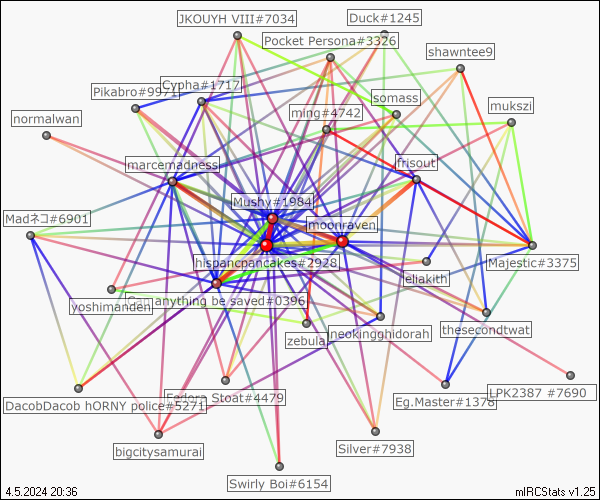 JKOUYH VIII#7034
Duck#1245
Pocket Persona#3326
shawntee9
Pikabro#9971
Cypha#1717
somass
mukszi
ming#4742
normalwan
marcemadness
frisout
Mushy#1984
Madネコ#6901
moonraven
hispancpancakes#2928
Majestic#3375
eliakith
Can anything be saved#0396
yoshimanden
neokingghidorah
thesecondtwat
zebula
Fedora Stoat#4479
LPK2387 #7690
DacobDacob hORNY police#5271
Eg.Master#1378
bigcitysamurai
Silver#7938
Swirly Boi#6154
4.5.2024 20:36
mIRCStats v1.25